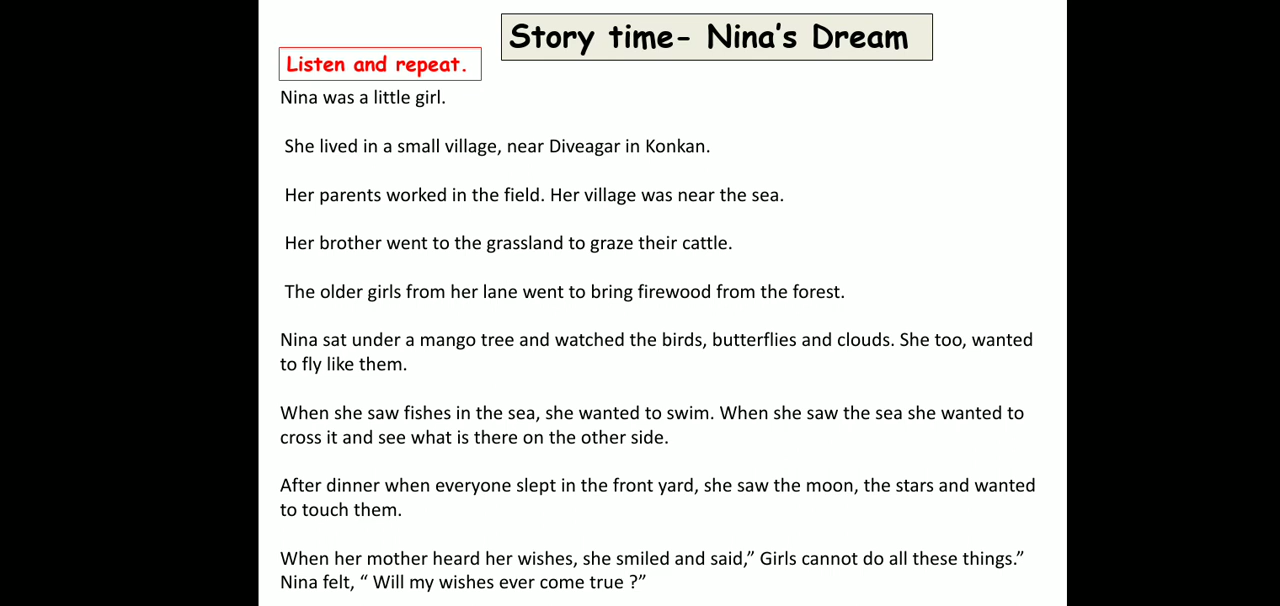 Story time- Nina's Dream
Listen and repeat.
Nina was a little girl.
She lived in a small village, near Diveagar in Konkan.
Her parents worked in the field. Her village was near the sea.
Her brother went to the grassland to graze their cattle.
The older girls from her lane went to bring firewood from the forest.
Nina sat under a mango tree and watched the birds, butterflies and clouds. She too, wanted
to fly like them.
When she saw fishes in the sea, she wanted to swim. When she saw the sea she wanted to
cross it and see what is there on the other side.
After dinner when everyone slept in the front yard, she saw the moon, the stars and wanted
to touch them.
When her mother heard her wishes, she smiled and said,” Girls cannot do all these things.”
Nina felt, “ Will my wishes ever come true ?”